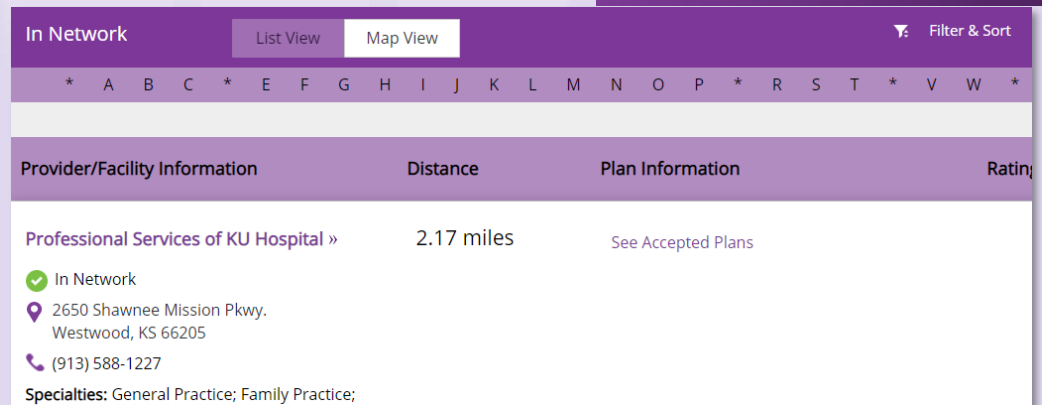 In Network List View Map View Filter & Sort
* A B C * E F G H I J K L M N O P * R S T * V W *
Provider/Facility Information Distance Plan Information
Professional Services of KU Hospital » 2.17 miles See Accepted Plans
In Network
2650 Shawnee Mission Pkwy.
Westwood, KS 66205
(913) 588-1227
Specialties: General Practice; Family Practice;